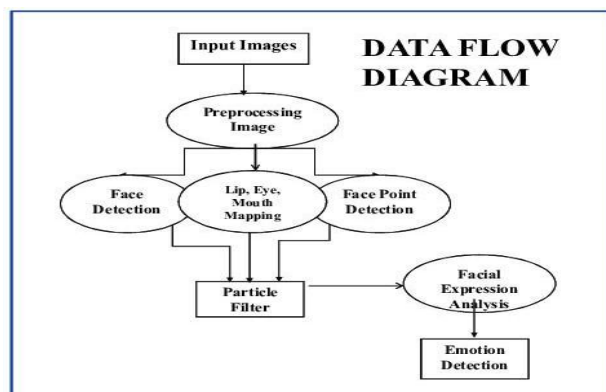 Input Images
DATA FLOW
DIAGRAM
Preprocessing
Image
Face
Detection
Lip, Eye,
Mouth
Mapping
Face Point
Detection
Particle
Filter
Facial
Expression
Analysis
Emotion
Detection